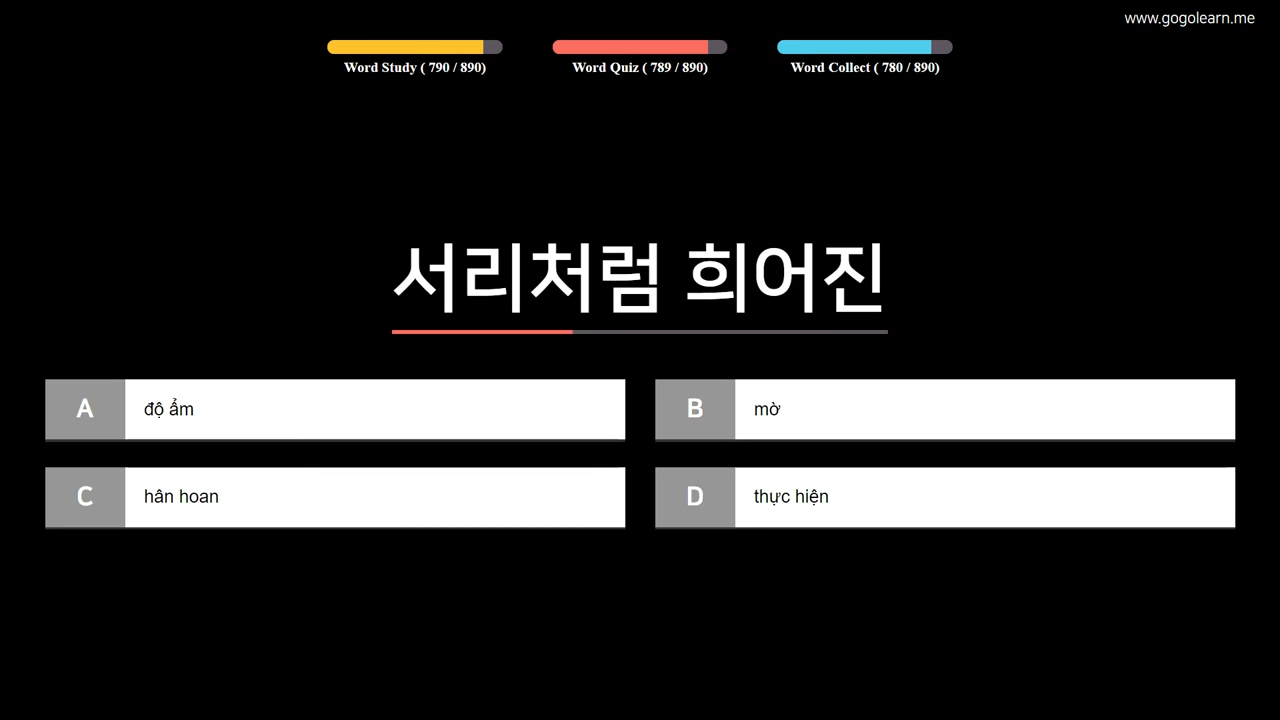 www.gogolearn.me
Word Study ( 790 / 890)
Word Quiz ( 789 / 890)
Word Collect ( 780 / 890)
서리처럼 희어진
A độ ẩm
B mờ
C hân hoan
D thực hiện